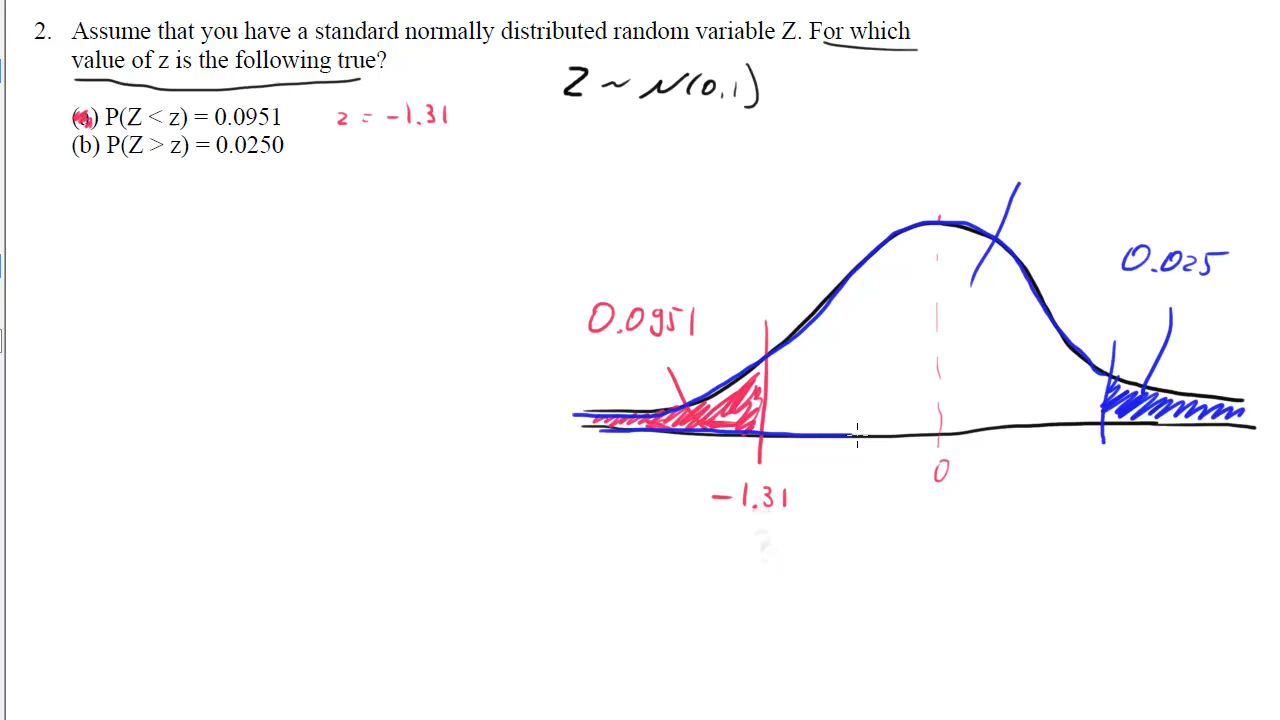 2. Assume that you have a standard normally distributed random variable Z. For which
value of z is the following true?
Z ~ N(0,1)
(a) P(Z < z) = 0.0951 z = -1.31
(b) P(Z > z) = 0.0250
0.025
0.0951
0
-1.31